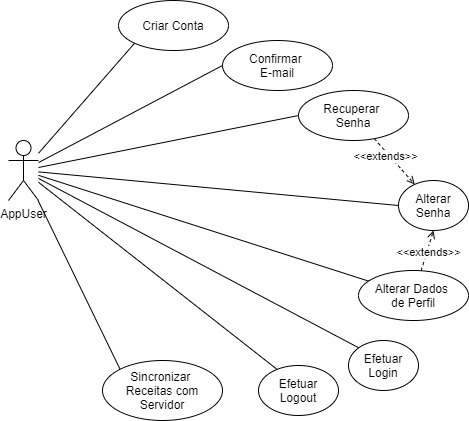 Criar Conta
Confirmar
E-mail
Recuperar
Senha
<<extends>>
AppUser
Alterar
Senha
<<extends>>
Alterar Dados
de Perfil
Efetuar
Login
Sincronizar
Receitas com
Servidor
Efetuar
Logout